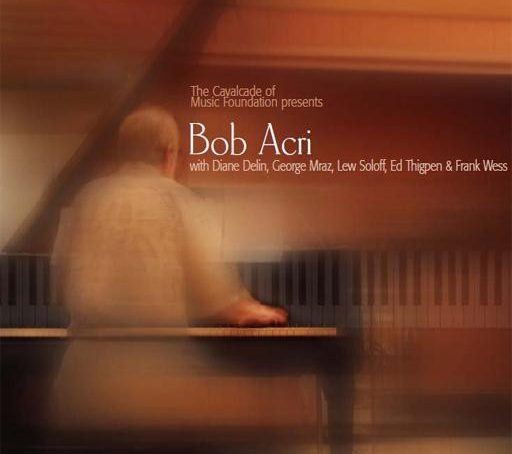 The Cavalcade of
Music Foundation presents
Bob Acri
with Diane Delin, George Mraz, Lew Soloff, Ed Thigpen & Frank Wess